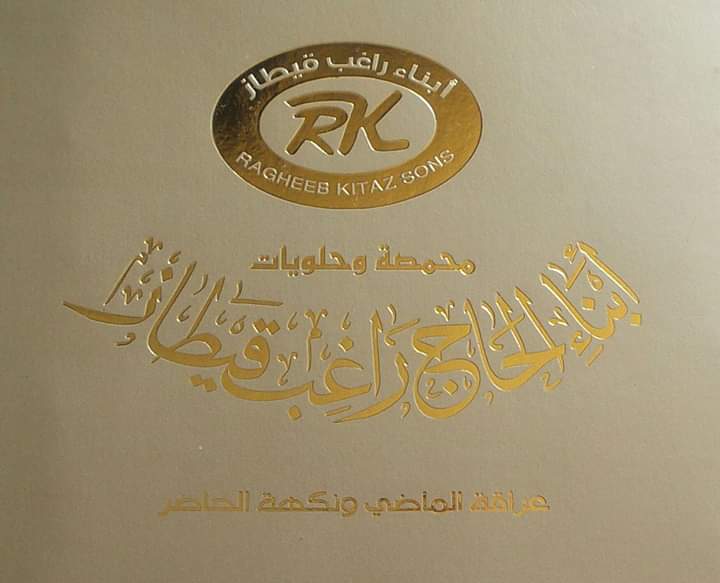 أبناء راغب قيطاز
RK
RAGHEEB KITAZ SONS
محمصة وحلويات
أبناء الحاج راغب قيطاز
عراقة الماضي ونكهة الحاضر